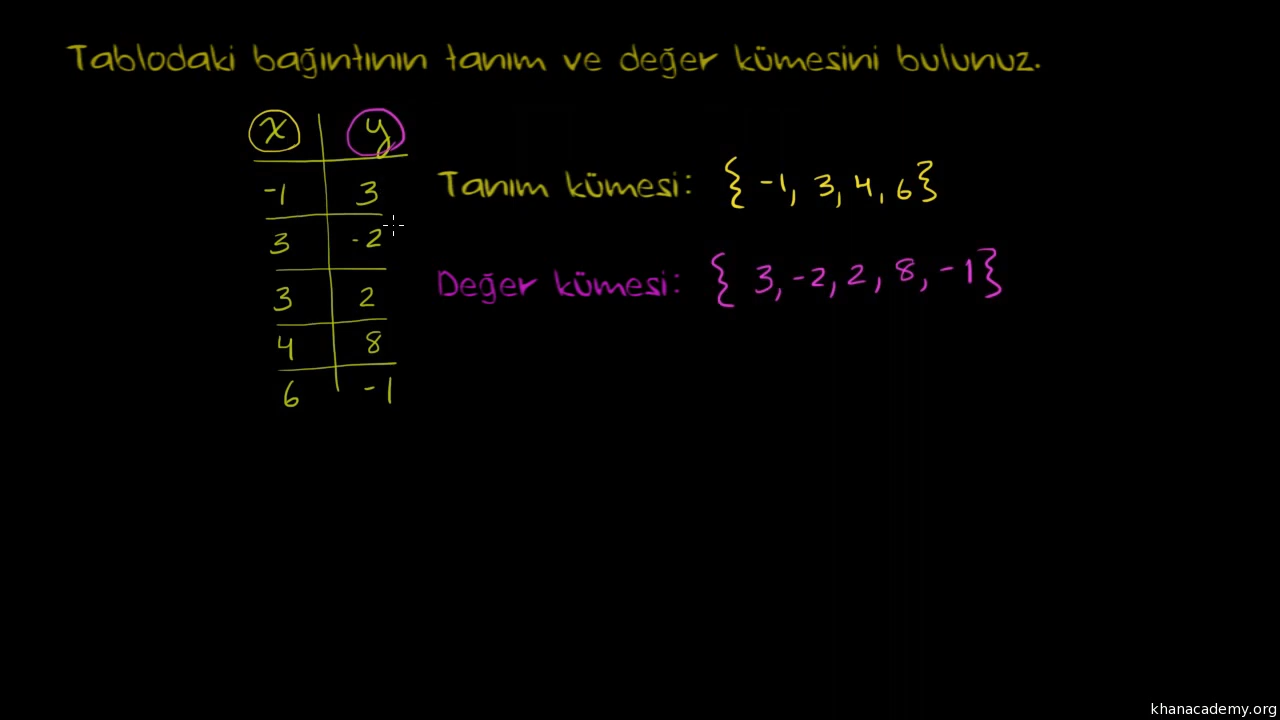 Tablodaki bağıntının tanım ve değer kümesini bulunuz.
x y
-1 3
Tanım kümesi: { -1, 3, 4, 6}
3 -2
Değer kümesi: { 3, -2, 2, 8, -1}
3 2
4 8
6 -1
khanacademy.org